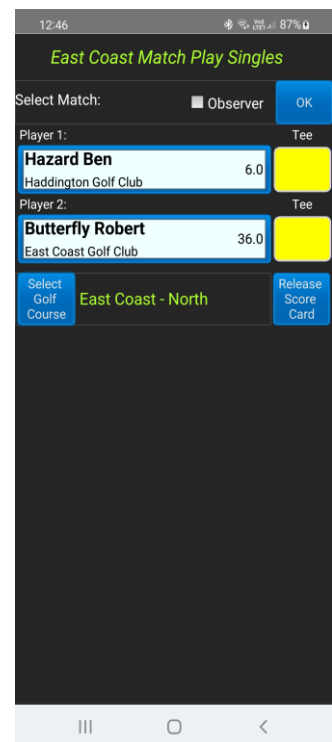 12:46 87%
East Coast Match Play Singles
Select Match: Observer OK
Player 1: Tee
Hazard Ben
6.0
Haddington Golf Club
Player 2: Tee
Butterfly Robert
36.0
East Coast Golf Club
Select
Golf
Course
East Coast - North
Release
Score
Card